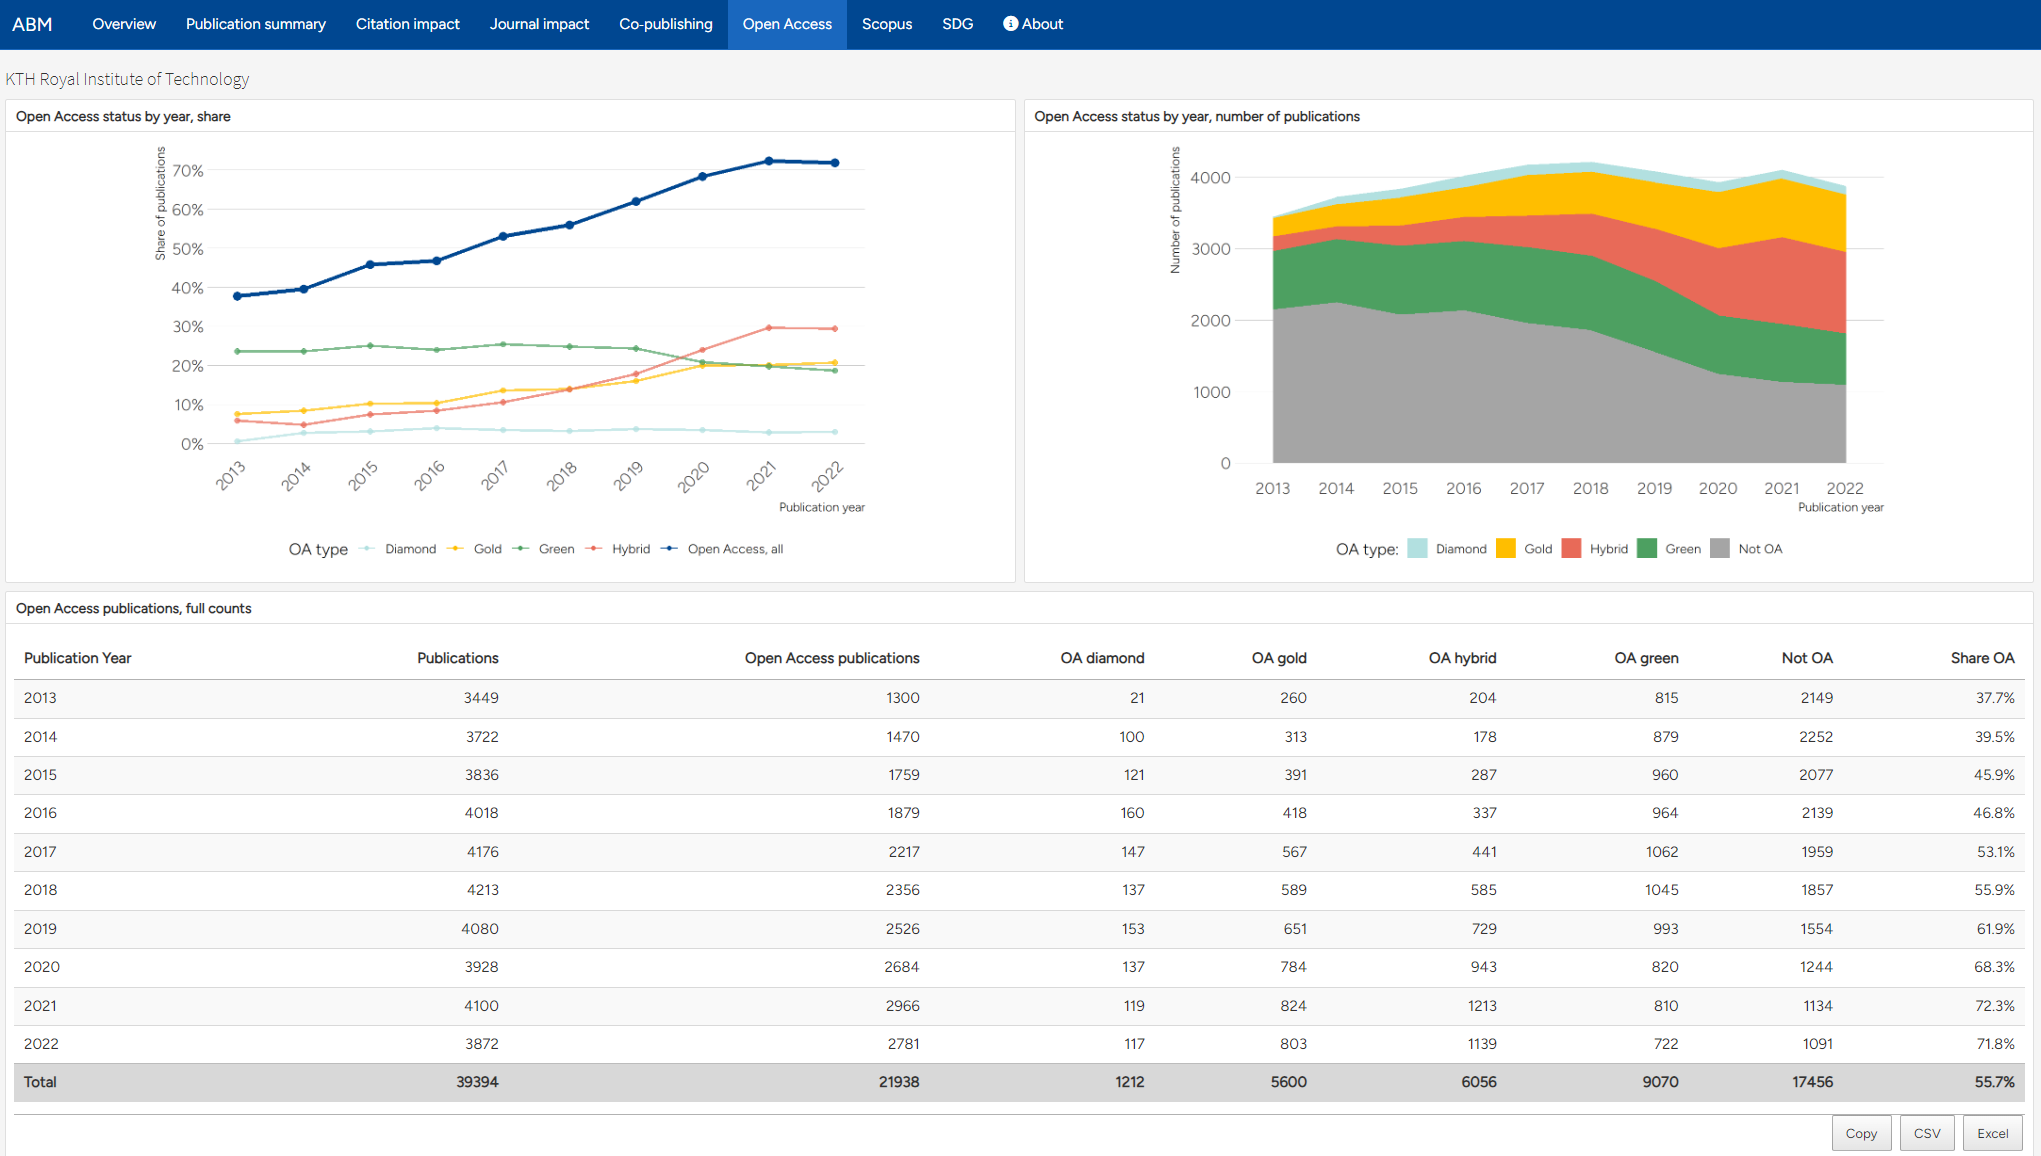 ABM Overview Publication summary Citation impact Journal impact Co-publishing Open Access Scopus SDG About
KTH Royal Institute of Technology
Open Access status by year, share
Share of publications
70%
60%
50%
40%
30%
20%
10%
0%
2013 2014 2015 2016 2017 2018 2019 2020 2021 2022
Publication year
OA type Diamond Gold Green Hybrid Open Access, all
Open Access status by year, number of publications
Number of publications
4000
3000
2000
1000
0
2013 2014 2015 2016 2017 2018 2019 2020 2021 2022
Publication year
OA type: Diamond Gold Hybrid Green Not OA
Open Access publications, full counts
Publication Year Publications Open Access publications OA diamond OA gold OA hybrid OA green Not OA Share OA
2013 3449 1300 21 260 204 815 2149 37.7%
2014 3722 1470 100 313 178 879 2252 39.5%
2015 3836 1759 121 391 287 960 2077 45.9%
2016 4018 1879 160 418 337 964 2139 46.8%
2017 4176 2217 147 567 441 1062 1959 53.1%
2018 4213 2356 137 589 585 1045 1857 55.9%
2019 4080 2526 153 651 729 993 1554 61.9%
2020 3928 2684 137 784 943 820 1244 68.3%
2021 4100 2966 119 824 1213 810 1134 72.3%
2022 3872 2781 117 803 1139 722 1091 71.8%
Total 39394 21938 1212 5600 6056 9070 17456 55.7%
Copy CSV Excel